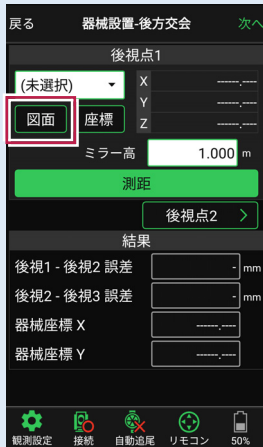 戻る 器械設置-後方交会 次へ
後視点1
(未選択) X ------.----
Y ------.----
図面 座標 Z ------.----
ミラー高 1.000 m
測距
後視点2
結果
後視1 - 後視2 誤差 - mm
後視2 - 後視3 誤差 - mm
器械座標 X ------.----
器械座標 Y ------.----
観測設定 接続 自動追尾 リモコン 50%